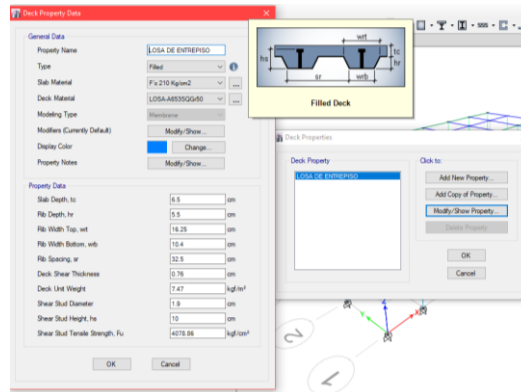 Deck Property Data
General Data
Property Name LOSA DE ENTREPISO
Type Filled
Slab Material F'c 210 Kg/cm2 ...
Deck Material LOSA-A653SQGr50 ...
Modeling Type Membrane
Modifiers (Currently Default) Modify/Show...
Display Color Change...
Property Notes Modify/Show...
Property Data
Slab Depth, tc 6.5 cm
Rib Depth, hr 5.5 cm
Rib Width Top, wrt 16.25 cm
Rib Width Bottom, wrb 10.4 cm
Rib Spacing, sr 32.5 cm
Deck Shear Thickness 0.76 cm
Deck Unit Weight 7.47 kgf/m²
Shear Stud Diameter 1.9 cm
Shear Stud Height, hs 10 cm
Shear Stud Tensile Strength, Fu 4078.86 kgf/cm²
OK Cancel
wrt
hs tc
hr
sr wrb
Filled Deck
Deck Properties
Deck Property
LOSA DE ENTREPISO
Click to:
Add New Property...
Add Copy of Property...
Modify/Show Property...
Delete Property
OK
Cancel
2
1